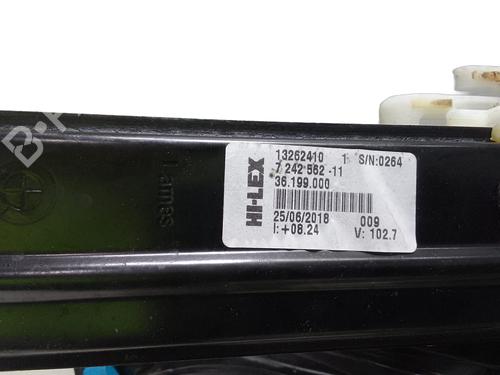 B-P
Lames
HI-LEX
13262410 1 S/N:0264
7 242 562 -11
36.199.000
25/06/2018 009
I: +08.24 V: 102.7